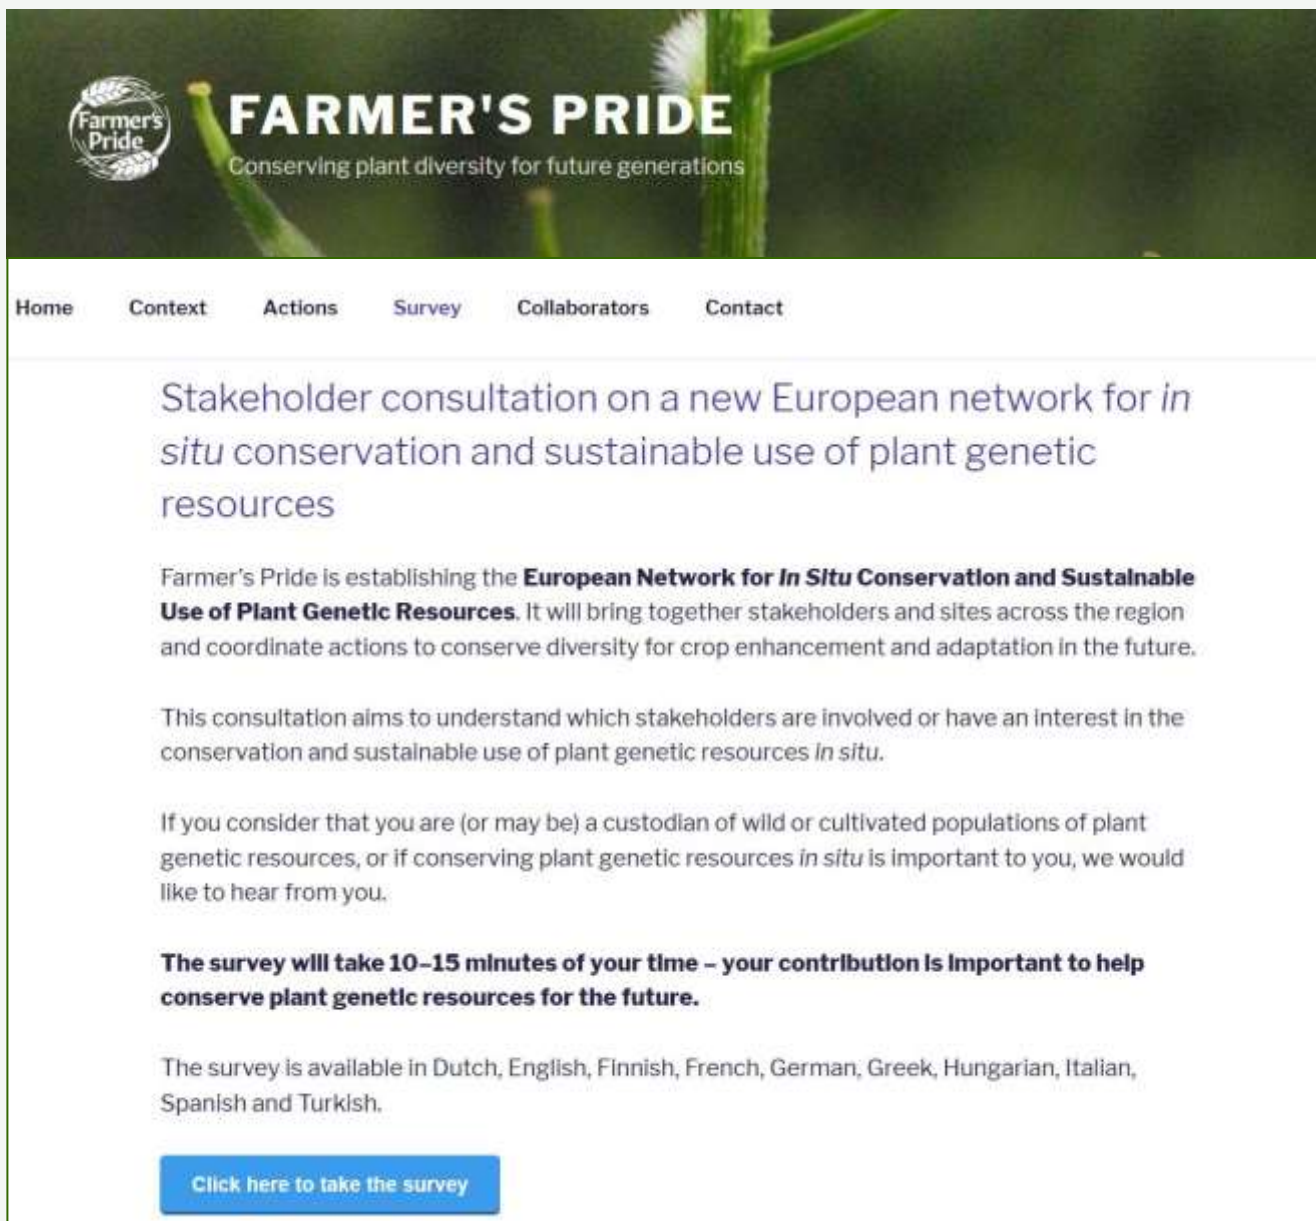 Farmer's
Pride
FARMER'S PRIDE
Conserving plant diversity for future generations
Home Context Actions Survey Collaborators Contact
Stakeholder consultation on a new European network for in
situ conservation and sustainable use of plant genetic
resources
Farmer's Pride is establishing the European Network for In Situ Conservation and Sustainable
Use of Plant Genetic Resources. It will bring together stakeholders and sites across the region
and coordinate actions to conserve diversity for crop enhancement and adaptation in the future.
This consultation aims to understand which stakeholders are involved or have an interest in the
conservation and sustainable use of plant genetic resources in situ.
If you consider that you are (or may be) a custodian of wild or cultivated populations of plant
genetic resources, or if conserving plant genetic resources in situ is important to you, we would
like to hear from you.
The survey will take 10–15 minutes of your time – your contribution is important to help
conserve plant genetic resources for the future.
The survey is available in Dutch, English, Finnish, French, German, Greek, Hungarian, Italian,
Spanish and Turkish.
Click here to take the survey